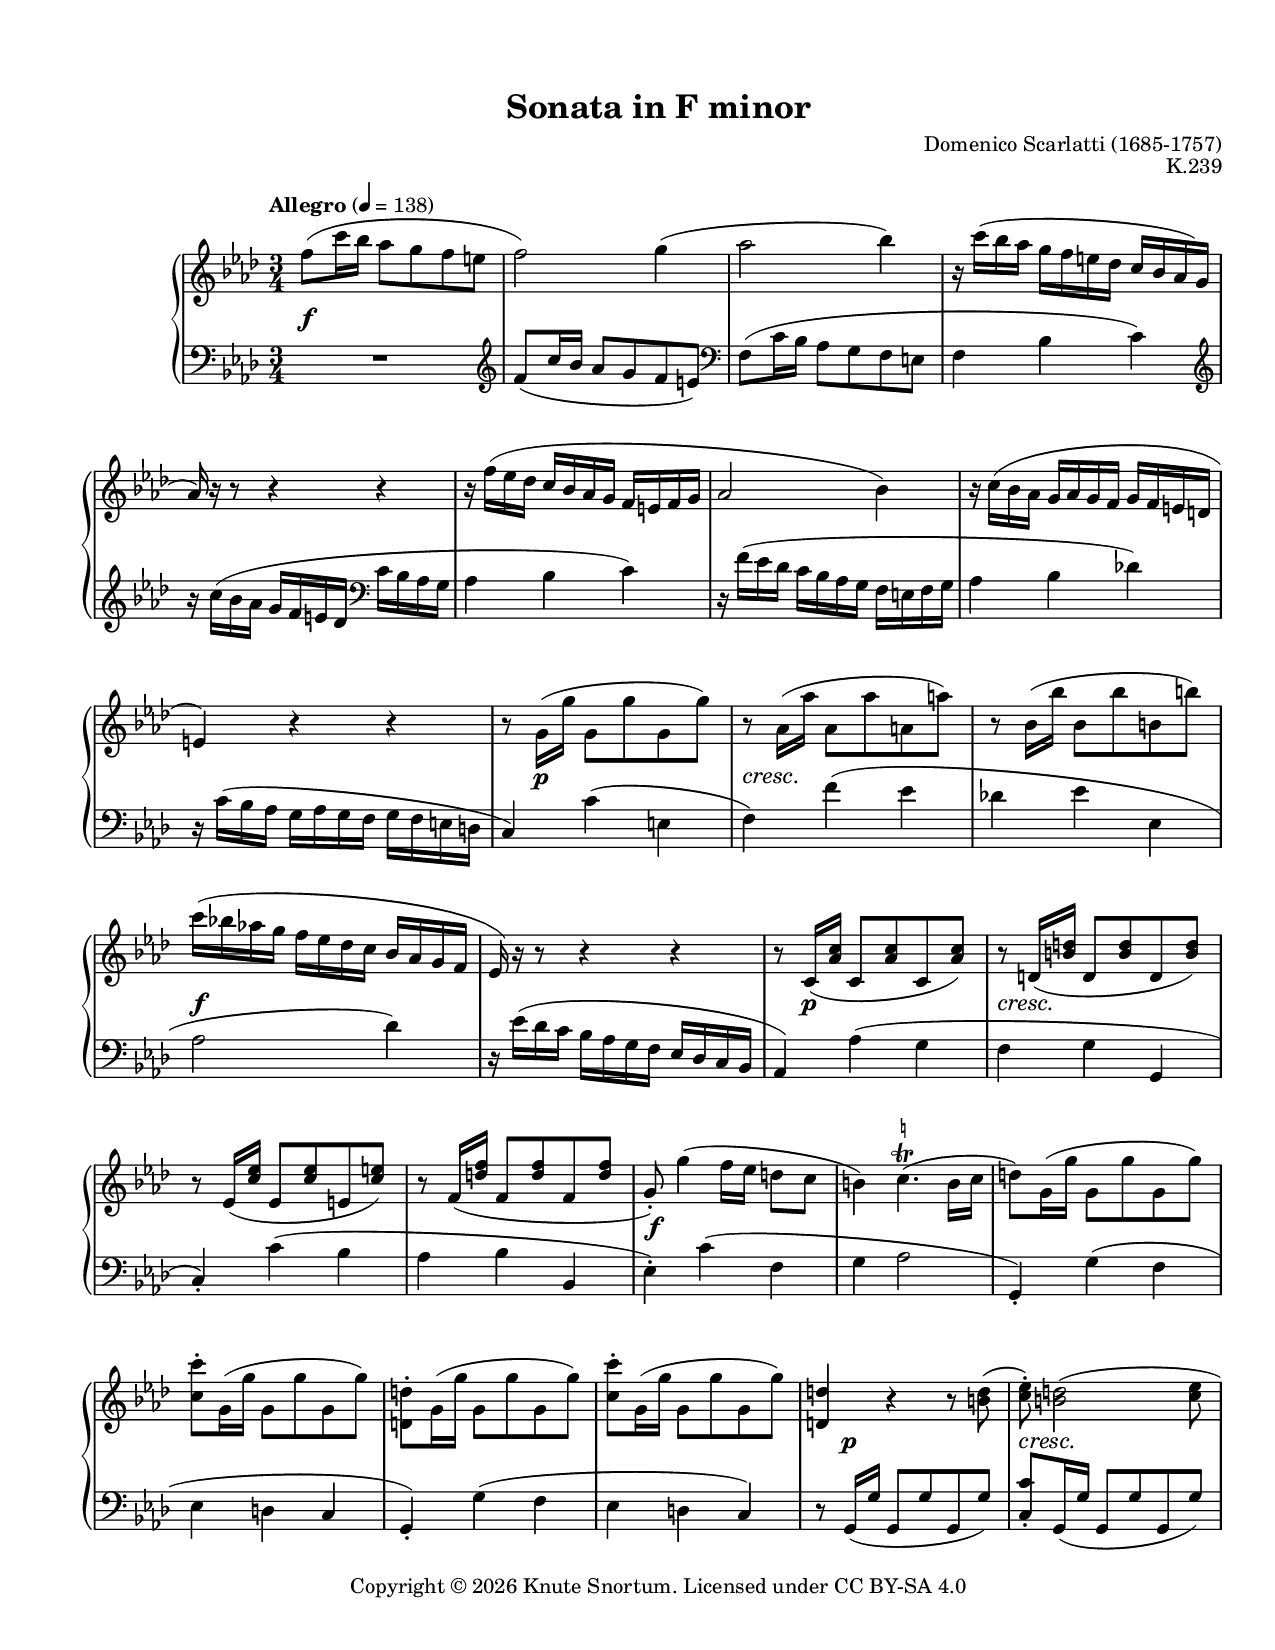 Sonata in F minor
Domenico Scarlatti (1685-1757)
K.239
Allegro (♩ = 138)
f
p
cresc.
f
p
cresc.
f
p
cresc.
Copyright © 2026 Knute Snortum. Licensed under CC BY-SA 4.0